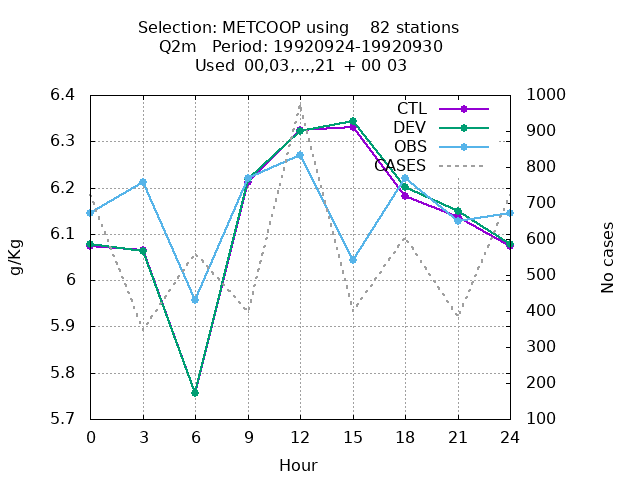 Selection: METCOOP using 82 stations
Q2m Period: 19920924-19920930
Used 00,03,...,21 + 00 03
6.4
6.3
6.2
6.1
6
5.9
5.8
5.7
1000
900
800
700
600
500
400
300
200
100
CTL
DEV
OBS
CASES
g/Kg
No cases
0 3 6 9 12 15 18 21 24
Hour